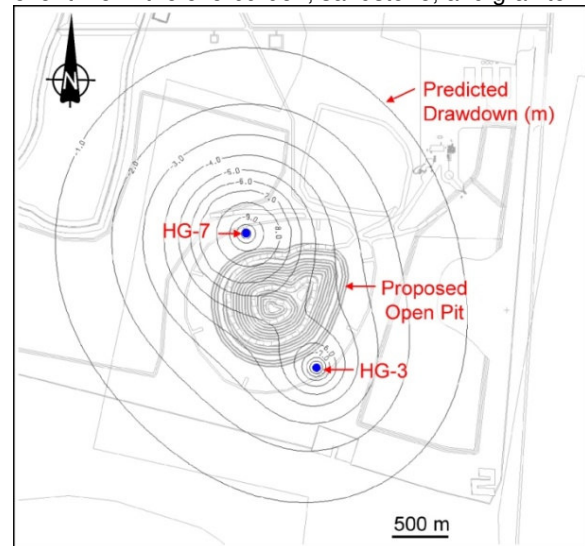 N
Predicted
Drawdown (m)
-1.0
-2.0
-3.0
-4.0
-5.0
-6.0
-7.0
-8.0
HG-7
Proposed
Open Pit
HG-3
500 m